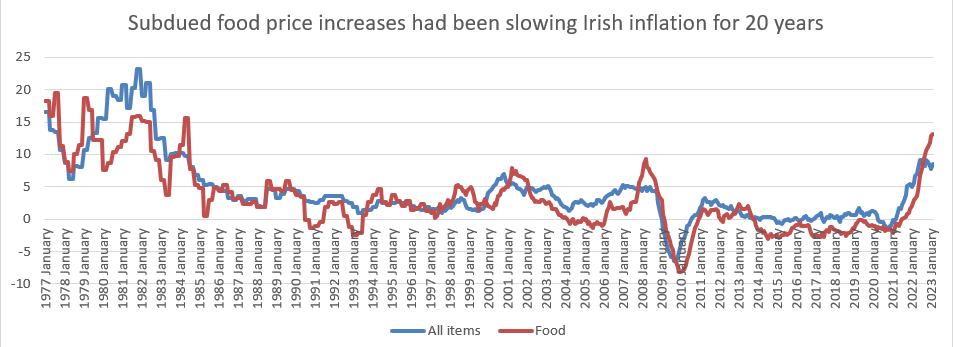 Subdued food price increases had been slowing Irish inflation for 20 years
25
20
15
10
5
0
-5
-10
1977 January
1978 January
1979 January
1980 January
1981 January
1982 January
1983 January
1984 January
1985 January
1986 January
1987 January
1988 January
1989 January
1990 January
1991 January
1992 January
1993 January
1994 January
1995 January
1996 January
1997 January
1998 January
1999 January
2000 January
2001 January
2002 January
2003 January
2004 January
2005 January
2006 January
2007 January
2008 January
2009 January
2010 January
2011 January
2012 January
2013 January
2014 January
2015 January
2016 January
2017 January
2018 January
2019 January
2020 January
2021 January
2022 January
2023 January
All items
Food